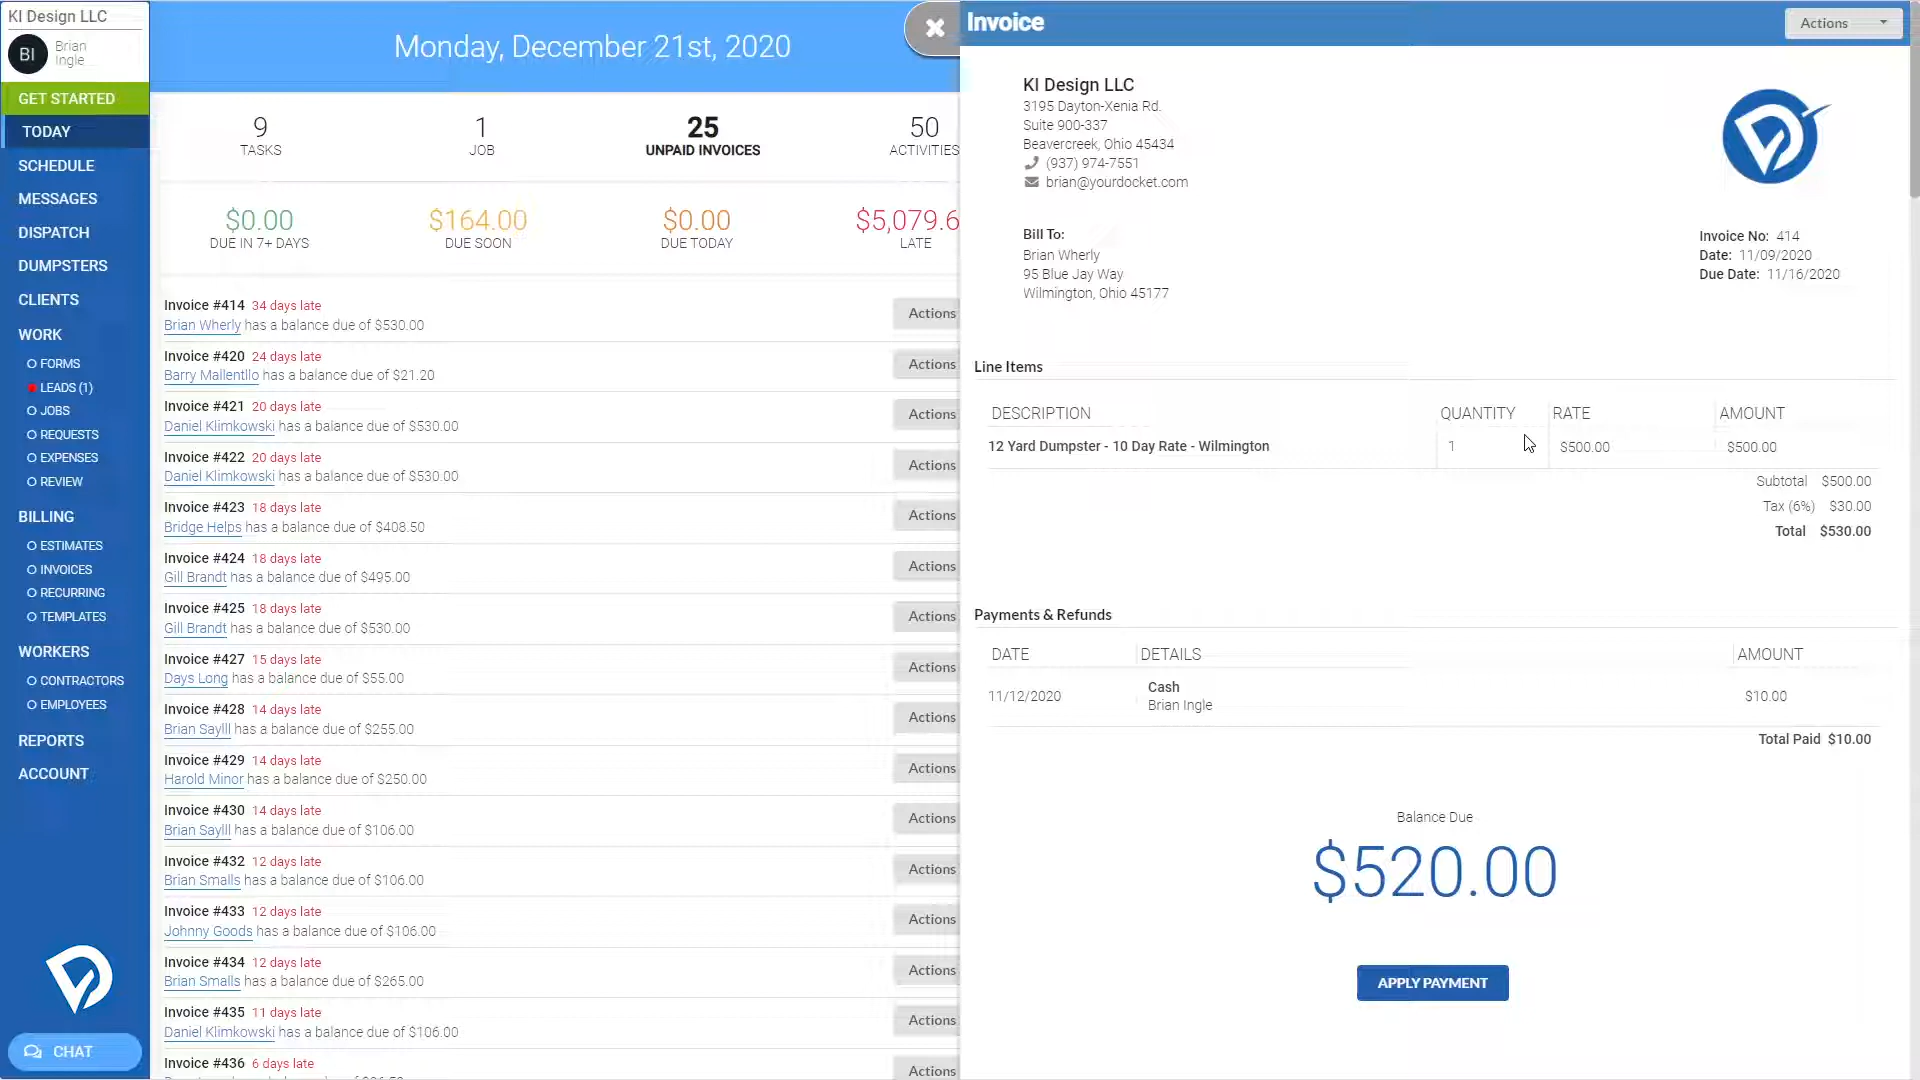 KI Design LLC
BI
Brian
Ingle
GET STARTED
TODAY
SCHEDULE
MESSAGES
DISPATCH
DUMPSTERS
CLIENTS
WORK
FORMS
LEADS (1)
JOBS
REQUESTS
EXPENSES
REVIEW
BILLING
ESTIMATES
INVOICES
RECURRING
TEMPLATES
WORKERS
CONTRACTORS
EMPLOYEES
REPORTS
ACCOUNT
CHAT
Monday, December 21st, 2020
9 1 25 50
TASKS JOB UNPAID INVOICES ACTIVITIES
$0.00 $164.00 $0.00 $5,079.6
DUE IN 7+ DAYS DUE SOON DUE TODAY LATE
Invoice #414 34 days late
Brian Wherly has a balance due of $530.00
Actions
Invoice #420 24 days late
Barry Mallentllo has a balance due of $21.20
Actions
Invoice #421 20 days late
Daniel Klimkowski has a balance due of $530.00
Actions
Invoice #422 20 days late
Daniel Klimkowski has a balance due of $530.00
Actions
Invoice #423 18 days late
Bridge Helps has a balance due of $408.50
Actions
Invoice #424 18 days late
Gill Brandt has a balance due of $495.00
Actions
Invoice #425 18 days late
Gill Brandt has a balance due of $530.00
Actions
Invoice #427 15 days late
Days Long has a balance due of $55.00
Actions
Invoice #428 14 days late
Brian Saylll has a balance due of $255.00
Actions
Invoice #429 14 days late
Harold Minor has a balance due of $250.00
Actions
Invoice #430 14 days late
Brian Saylll has a balance due of $106.00
Actions
Invoice #432 12 days late
Brian Smalls has a balance due of $106.00
Actions
Invoice #433 12 days late
Johnny Goods has a balance due of $106.00
Actions
Invoice #434 12 days late
Brian Smalls has a balance due of $265.00
Actions
Invoice #435 11 days late
Daniel Klimkowski has a balance due of $106.00
Actions
Invoice #436 6 days late
Actions
Invoice
Actions
KI Design LLC
3195 Dayton-Xenia Rd.
Suite 900-337
Beavercreek, Ohio 45434
(937) 974-7551
brian@yourdocket.com
Bill To:
Brian Wherly
95 Blue Jay Way
Wilmington, Ohio 45177
Invoice No: 414
Date: 11/09/2020
Due Date: 11/16/2020
Line Items
DESCRIPTION QUANTITY RATE AMOUNT
12 Yard Dumpster - 10 Day Rate - Wilmington 1 $500.00 $500.00
Subtotal $500.00
Tax (6%) $30.00
Total $530.00
Payments & Refunds
DATE DETAILS AMOUNT
11/12/2020 Cash $10.00
Brian Ingle
Total Paid $10.00
Balance Due
$520.00
APPLY PAYMENT